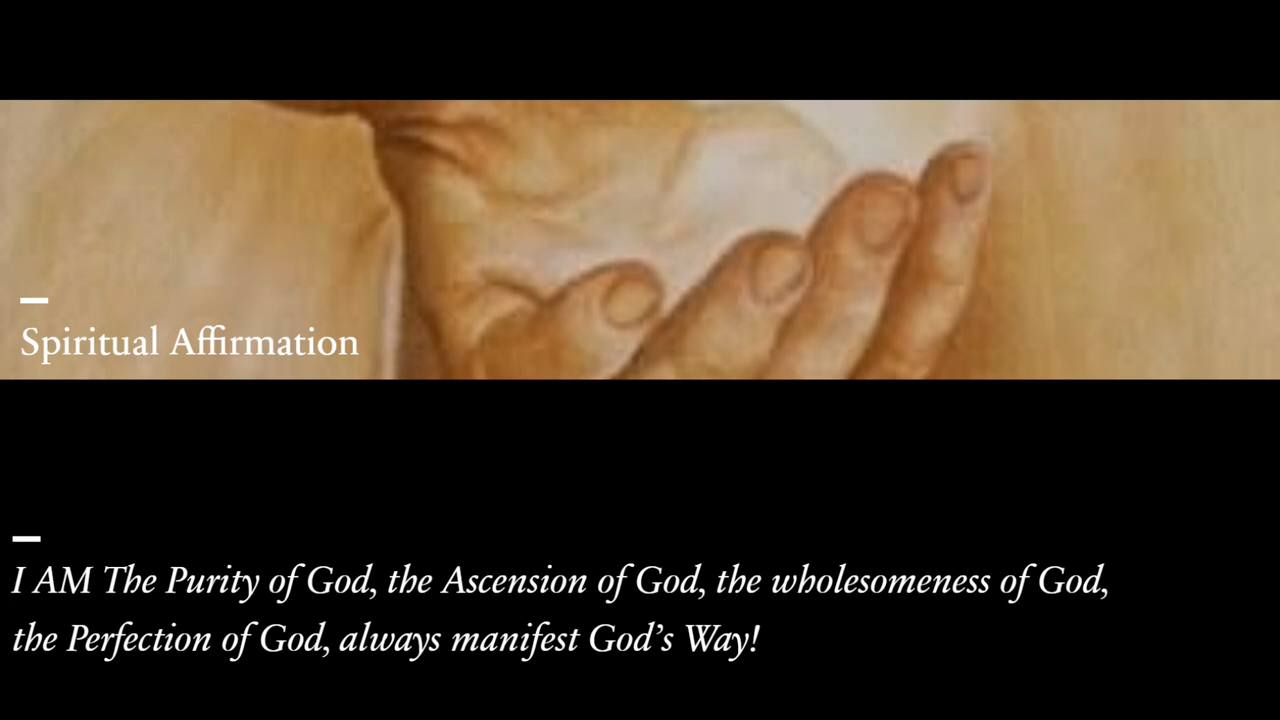 Spiritual Affirmation
I AM The Purity of God, the Ascension of God, the wholesomeness of God,
the Perfection of God, always manifest God’s Way!